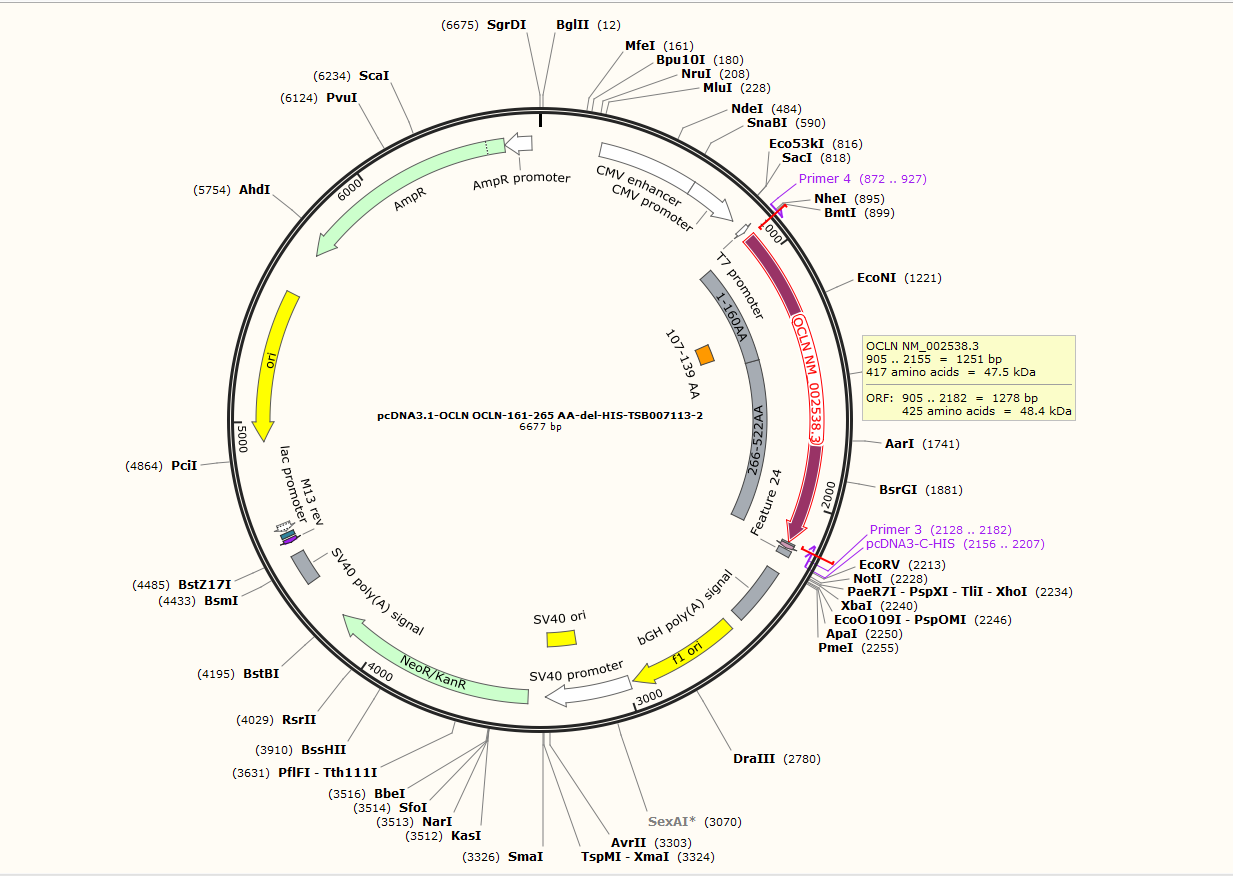 (6675) SgrDI
BglII (12)
MfeI (161)
Bpu10I (180)
NruI (208)
MluI (228)
NdeI (484)
SnaBI (590)
Eco53kI (816)
SacI (818)
Primer 4 (872 .. 927)
NheI (895)
BmtI (899)
EcoNI (1221)
OCLN NM_002538.3
905 .. 2155 = 1251 bp
417 amino acids = 47.5 kDa
ORF: 905 .. 2182 = 1278 bp
425 amino acids = 48.4 kDa
AarI (1741)
BsrGI (1881)
Primer 3 (2128 .. 2182)
pcDNA3-C-HIS (2156 .. 2207)
EcoRV (2213)
NotI (2228)
PaeR7I - PspXI - TliI - XhoI (2234)
XbaI (2240)
EcoO109I - PspOMI (2246)
ApaI (2250)
PmeI (2255)
DraIII (2780)
SexAI* (3070)
AvrII (3303)
TspMI - XmaI (3324)
(3326) SmaI
(3512) KasI
(3513) NarI
(3514) SfoI
(3516) BbeI
(3631) PflFI - Tth111I
(3910) BssHII
(4029) RsrII
(4195) BstBI
(4433) BsmI
(4485) BstZ17I
(4864) PciI
(5754) AhdI
(6124) PvuI
(6234) ScaI
1000
2000
3000
4000
5000
6000
AmpR promoter
AmpR
CMV enhancer
CMV promoter
T7 promoter
OCLN NM_002538.3
1-160AA
107-139 AA
266-522AA
Feature 24
bGH poly(A) signal
f1 ori
SV40 promoter
SV40 ori
NeoR/KanR
SV40 poly(A) signal
M13 rev
lac promoter
ori
pcDNA3.1-OCLN OCLN-161-265 AA-del-HIS-TSB007113-2
6677 bp